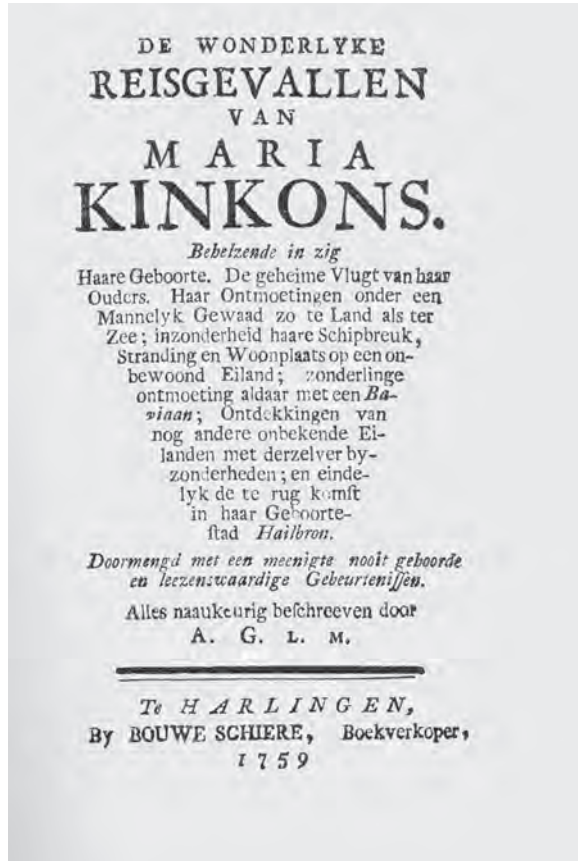 DE WONDERLYKE
REISGEVALLEN
VAN
MARIA
KINKONS.
Behelzende in zig
Haare Geboorte. De geheime Vlugt van haar
Ouders. Haar Ontmoetingen onder een
Mannelyk Gewaad zo te Land als ter
Zee; inzonderheid haare Schipbreuk,
Stranding en Woonplaats op een on-
bewoond Eiland; zonderlinge
ontmoeting aldaar met een Ba-
viaan; Ontdekkingen van
nog andere onbekende Ei-
landen met derzelver by-
zonderheden; en einde-
lyk de te rug komſt
in haar Geboorte-
ſtad Hailbron.
Doormengd met een meenigte nooit gehoorde
en leezenswaardige Gebeurteniſſen.
Alles naaukeurig beſchreeven door
A. G. L. M.
Te HARLINGEN,
By BOUWE SCHIERE, Boekverkoper,
1759